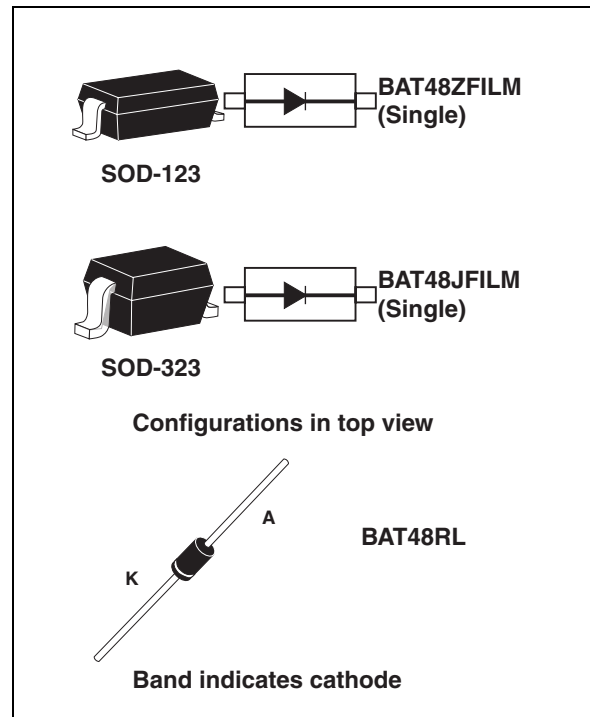 BAT48ZFILM
(Single)
SOD-123
BAT48JFILM
(Single)
SOD-323
Configurations in top view
A
BAT48RL
K
Band indicates cathode